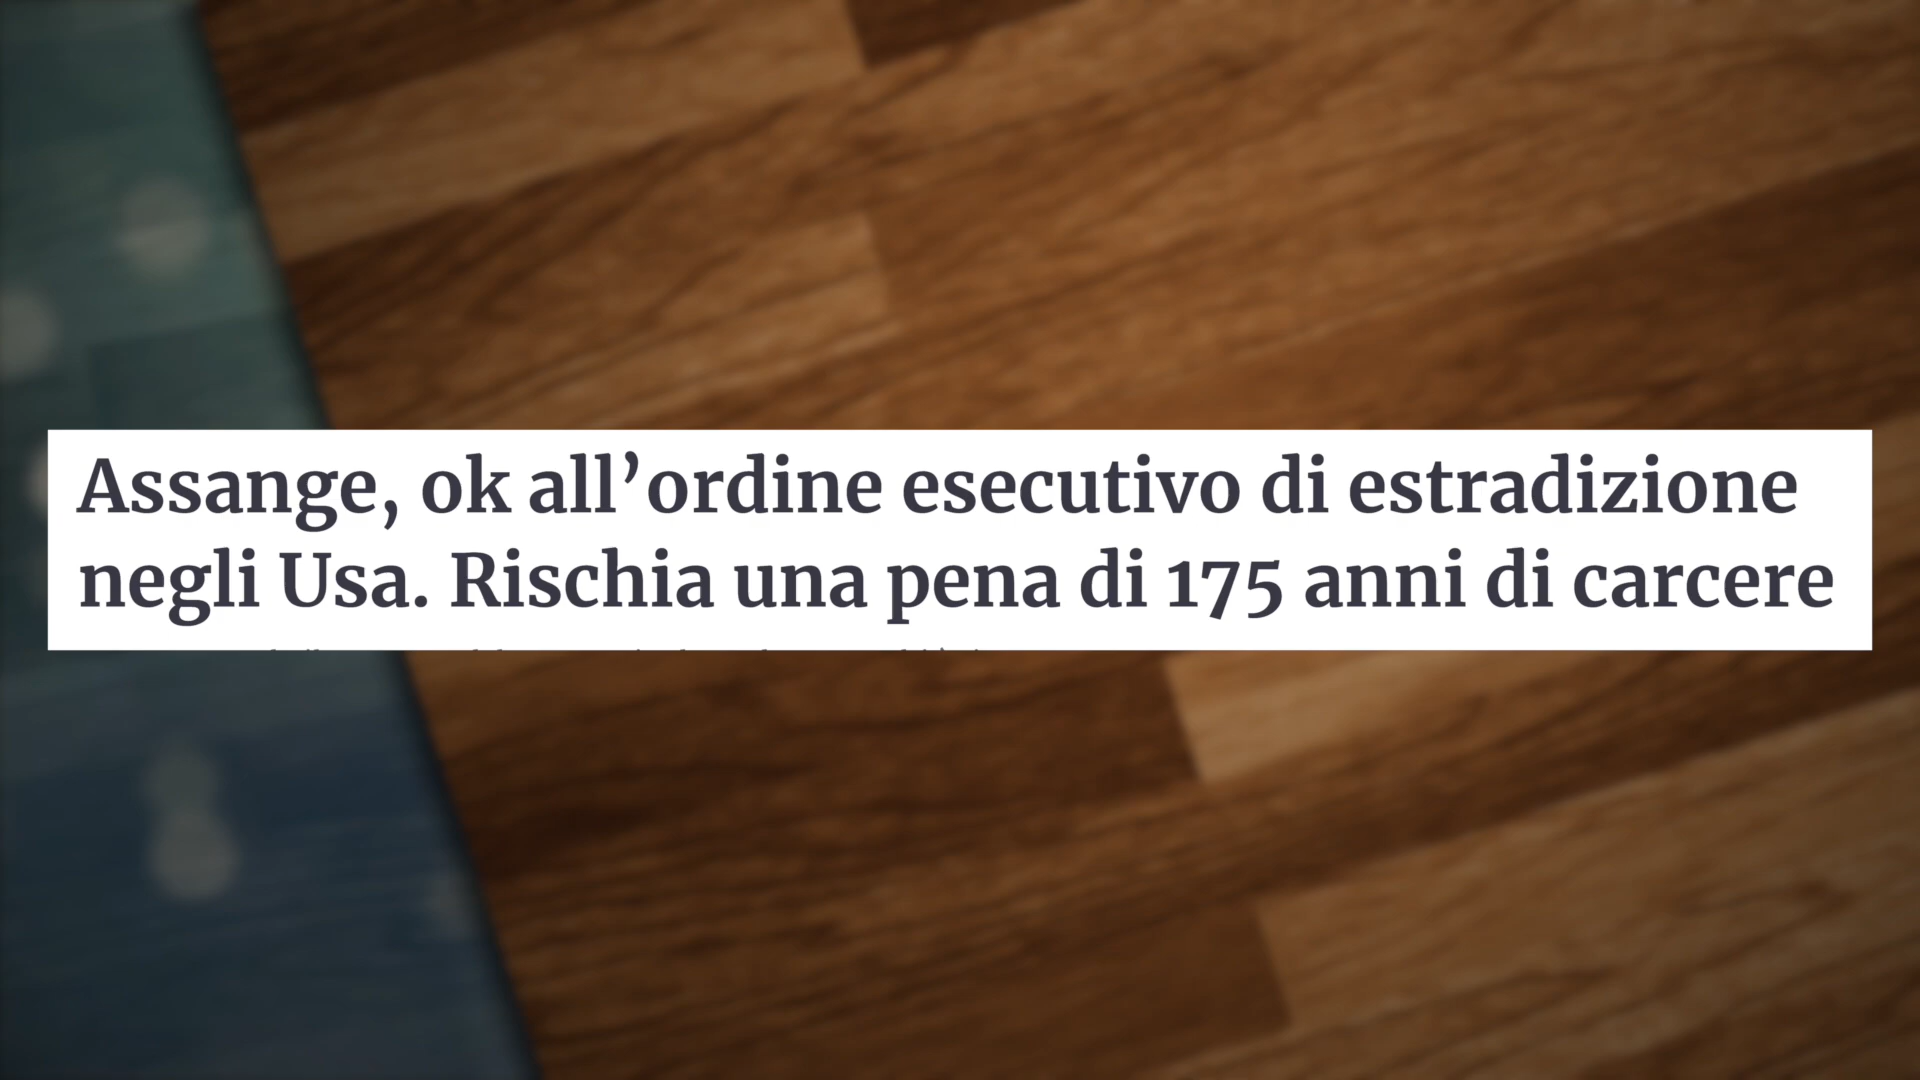 Assange, ok all’ordine esecutivo di estradizione
negli Usa. Rischia una pena di 175 anni di carcere